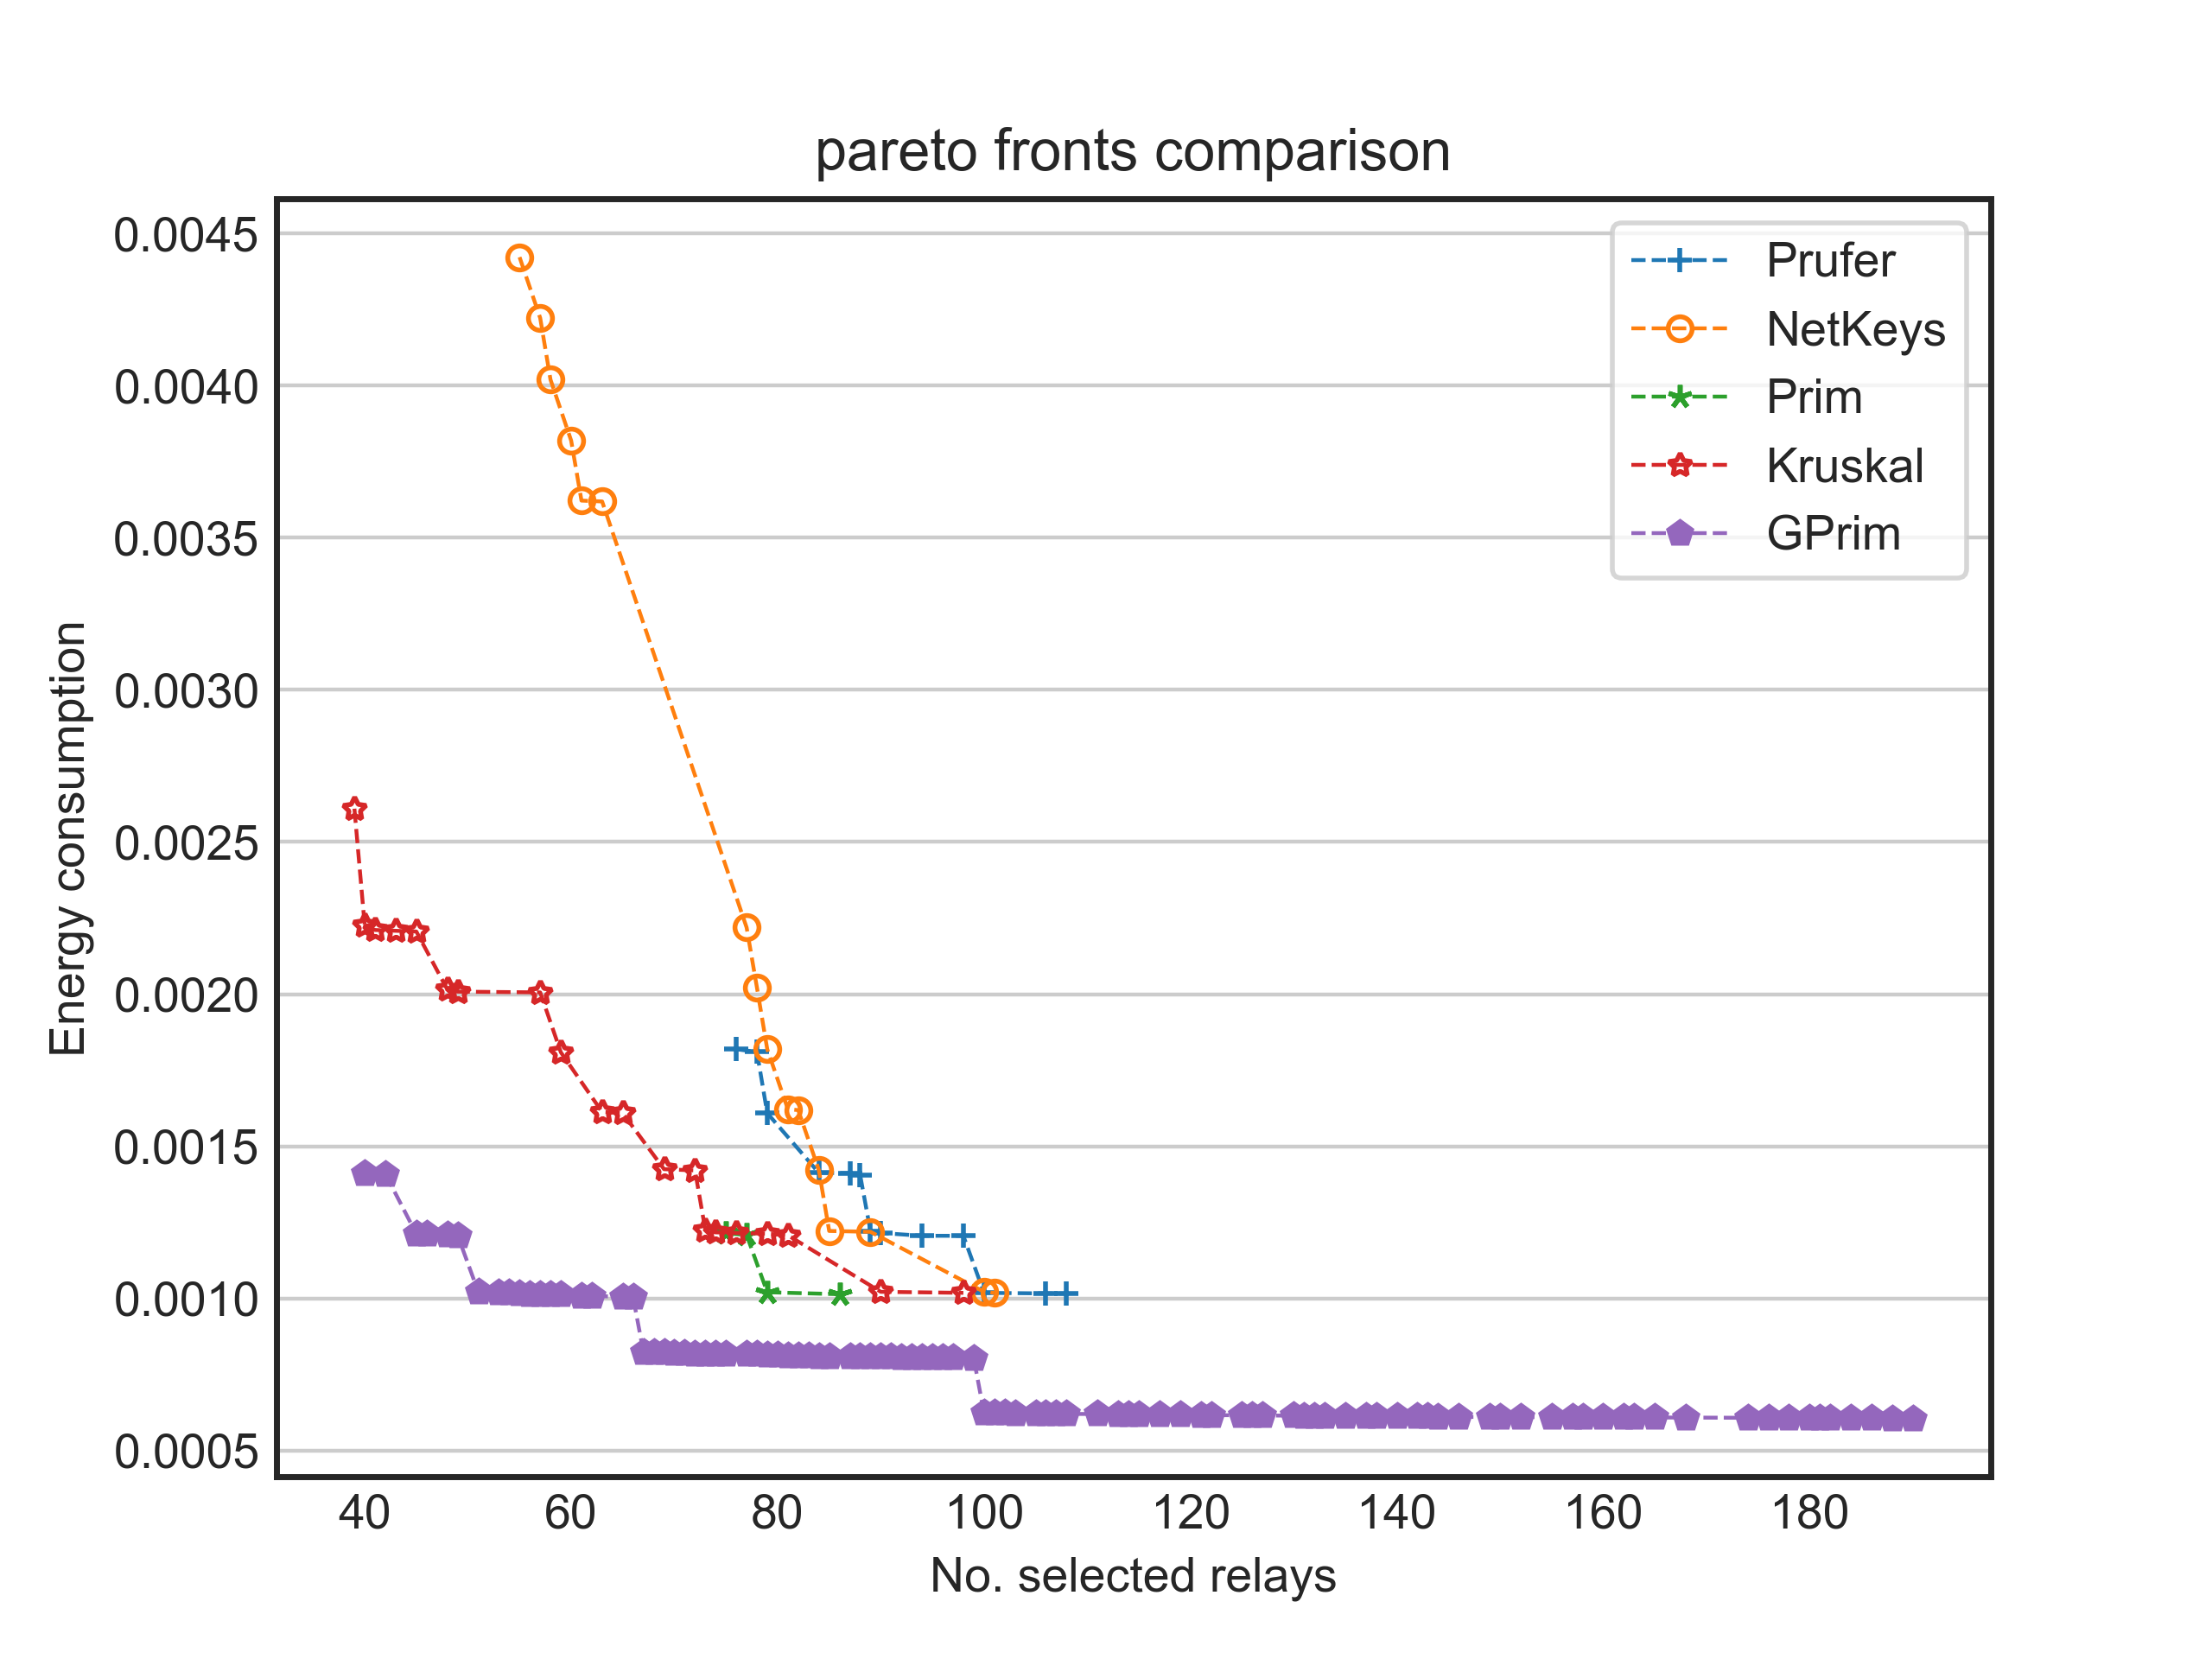 pareto fronts comparison
0.0045
0.0040
0.0035
0.0030
0.0025
0.0020
0.0015
0.0010
0.0005
Energy consumption
Prufer
NetKeys
Prim
Kruskal
GPrim
40 60 80 100 120 140 160 180
No. selected relays